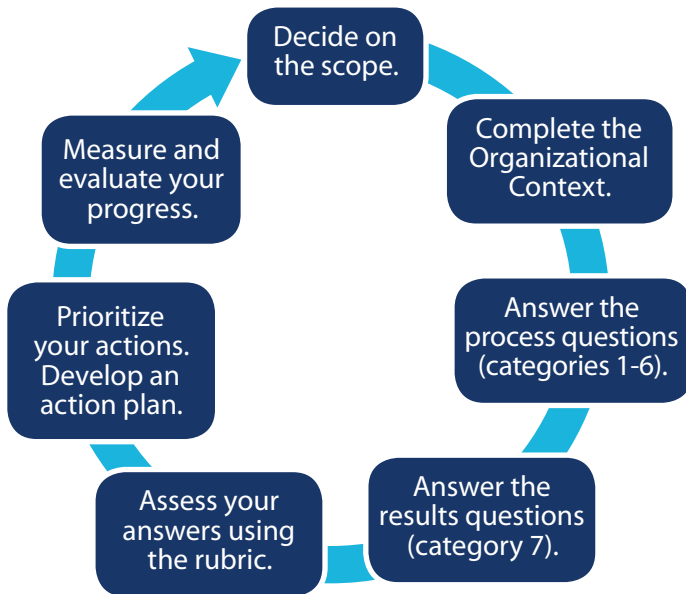 Decide on
the scope.
Complete the
Organizational
Context.
Answer the
process questions
(categories 1-6).
Answer the
results questions
(category 7).
Assess your
answers using
the rubric.
Prioritize
your actions.
Develop an
action plan.
Measure and
evaluate your
progress.